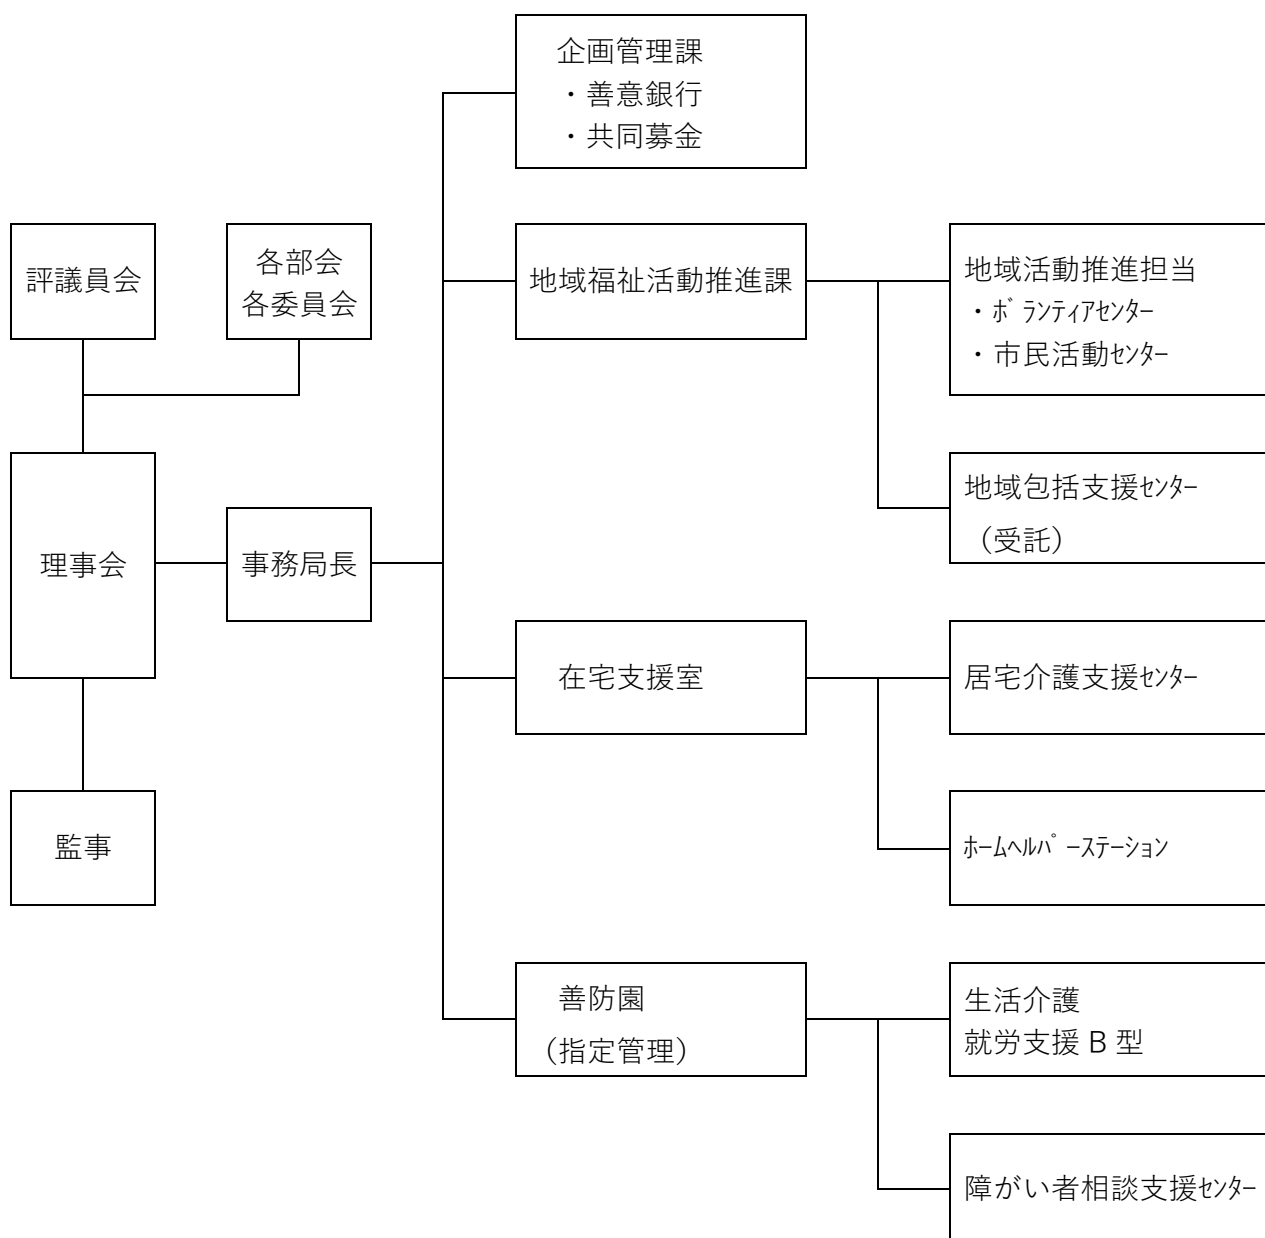 企画管理課
・善意銀行
・共同募金
評議員会
各部会
各委員会
地域福祉活動推進課
地域活動推進担当
・ﾎﾞﾗﾝﾃｨｱｾﾝﾀｰ
・市民活動ｾﾝﾀｰ
地域包括支援ｾﾝﾀｰ
（受託）
理事会
事務局長
在宅支援室
居宅介護支援ｾﾝﾀｰ
監事
ﾎｰﾑﾍﾙﾊﾟｰｽﾃｰｼｮﾝ
善防園
（指定管理）
生活介護
就労支援Ｂ型
障がい者相談支援ｾﾝﾀｰ